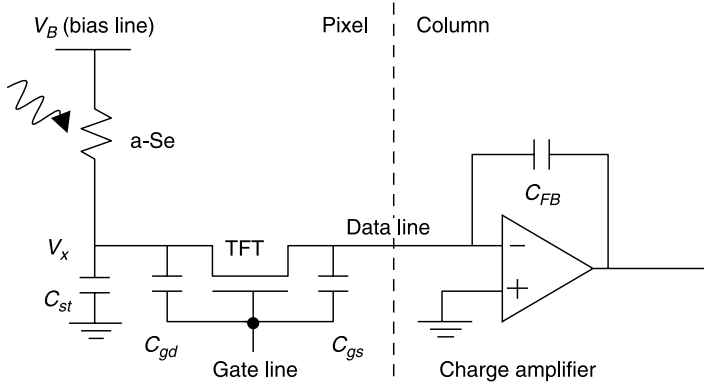 V_B (bias line)
Pixel
Column
a-Se
C_FB
V_x
TFT
Data line
−
+
C_st
C_gd
C_gs
Gate line
Charge amplifier